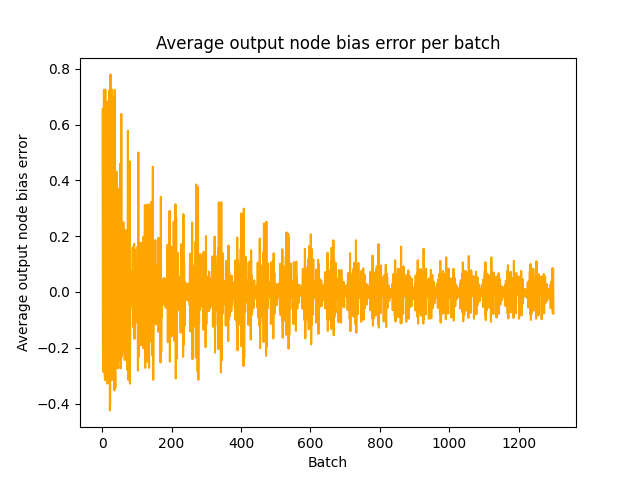 Average output node bias error per batch
Average output node bias error
0.8
0.6
0.4
0.2
0.0
−0.2
−0.4
0 200 400 600 800 1000 1200
Batch